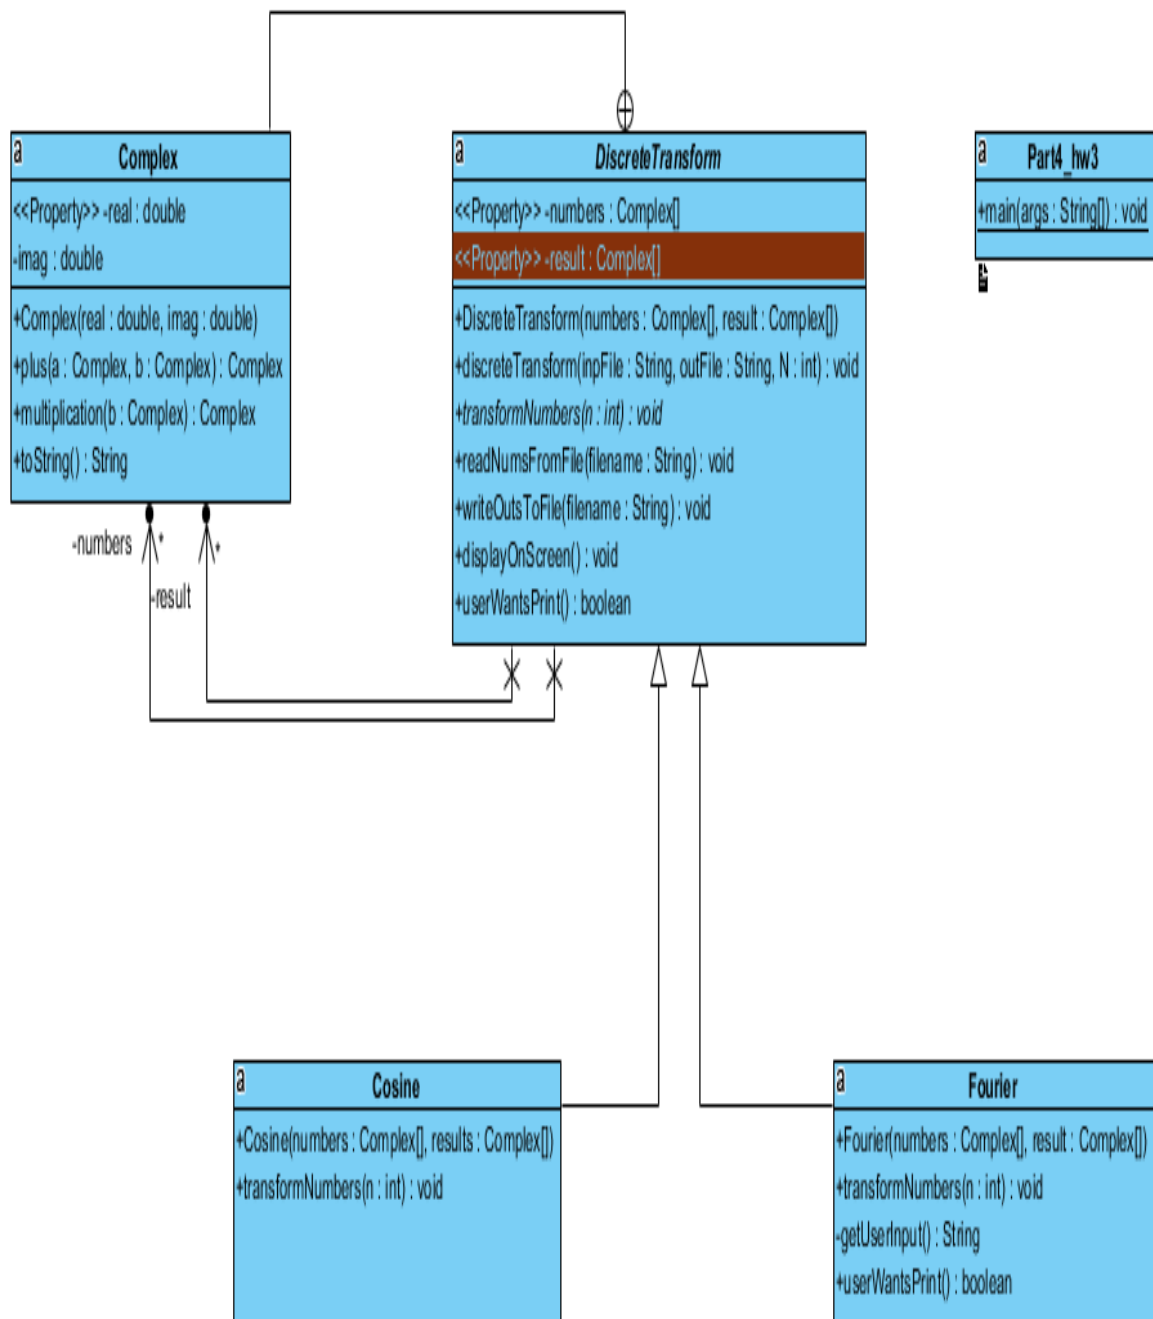 a
Complex
<<Property>> -real : double
-imag : double
+Complex(real : double, imag : double)
+plus(a : Complex, b : Complex) : Complex
+multiplication(b : Complex) : Complex
+toString() : String
-numbers
*
-result
*
a
DiscreteTransform
<<Property>> -numbers : Complex[]
<<Property>> -result : Complex[]
+DiscreteTransform(numbers : Complex[], result : Complex[])
+discreteTransform(inpFile : String, outFile : String, N : int) : void
+transformNumbers(n : int) : void
+readNumsFromFile(filename : String) : void
+writeOutsToFile(filename : String) : void
+displayOnScreen() : void
+userWantsPrint() : boolean
a
Part4_hw3
+main(args : String[]) : void
a
Cosine
+Cosine(numbers : Complex[], results : Complex[])
+transformNumbers(n : int) : void
a
Fourier
+Fourier(numbers : Complex[], result : Complex[])
+transformNumbers(n : int) : void
-getUserInput() : String
+userWantsPrint() : boolean